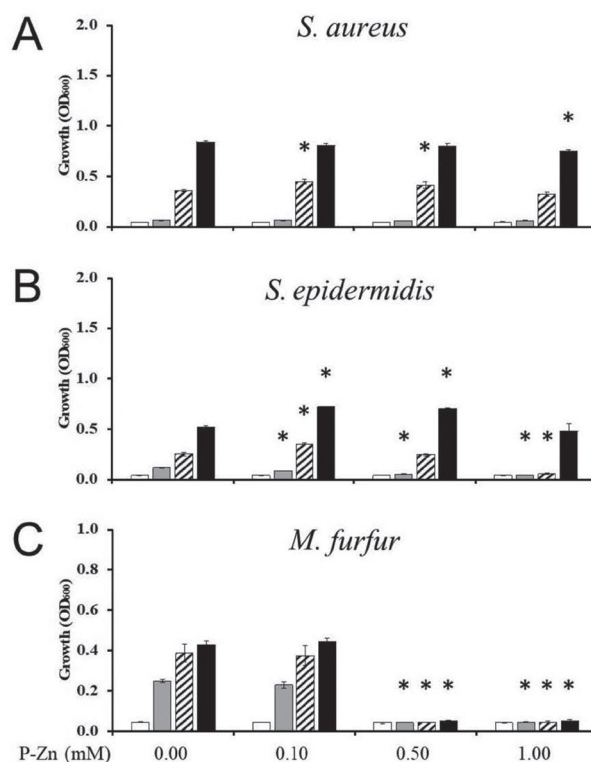 A
S. aureus
Growth (OD600)
2.0
1.5
1.0
0.5
0.0
*
*
*
B
S. epidermidis
Growth (OD600)
2.0
1.5
1.0
0.5
0.0
* * *
* *
* *
C
M. furfur
Growth (OD600)
1.0
0.8
0.6
0.4
0.2
0.0
* * *
* * *
P-Zn (mM) 0.00 0.10 0.50 1.00